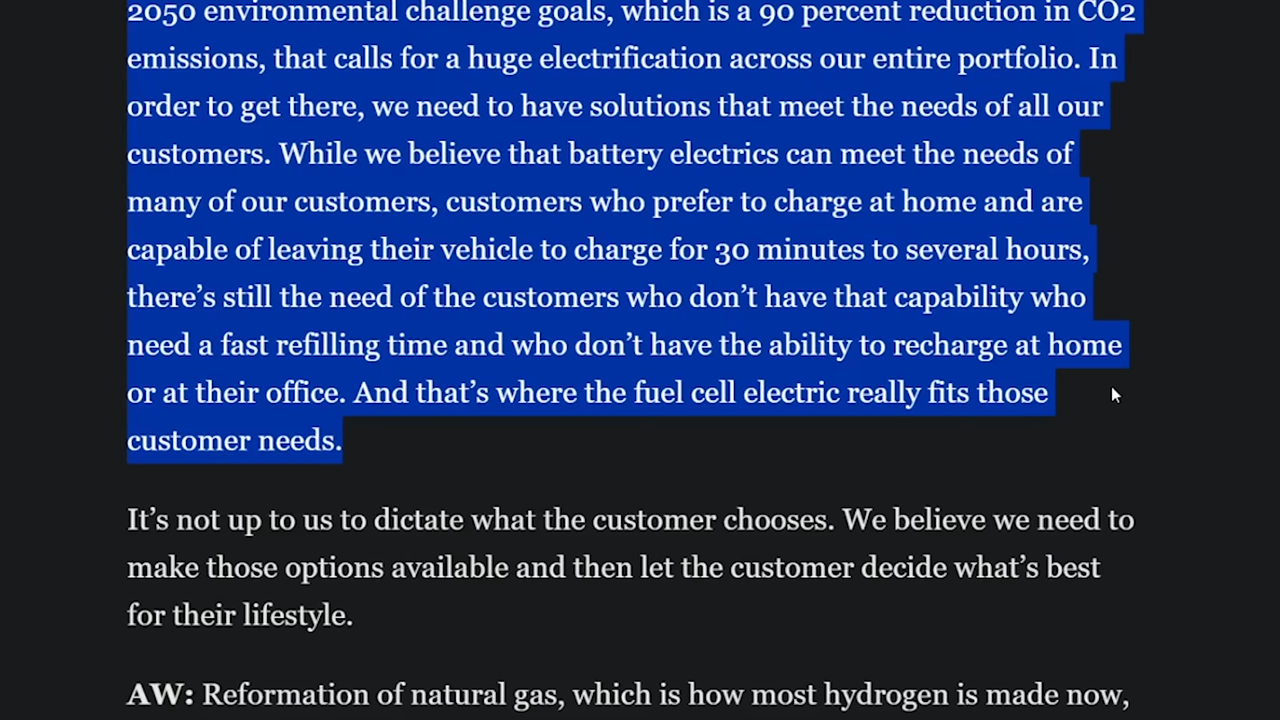 2050 environmental challenge goals, which is a 90 percent reduction in CO2
emissions, that calls for a huge electrification across our entire portfolio. In
order to get there, we need to have solutions that meet the needs of all our
customers. While we believe that battery electrics can meet the needs of
many of our customers, customers who prefer to charge at home and are
capable of leaving their vehicle to charge for 30 minutes to several hours,
there’s still the need of the customers who don’t have that capability who
need a fast refilling time and who don’t have the ability to recharge at home
or at their office. And that’s where the fuel cell electric really fits those
customer needs.
It’s not up to us to dictate what the customer chooses. We believe we need to
make those options available and then let the customer decide what’s best
for their lifestyle.
AW: Reformation of natural gas, which is how most hydrogen is made now,